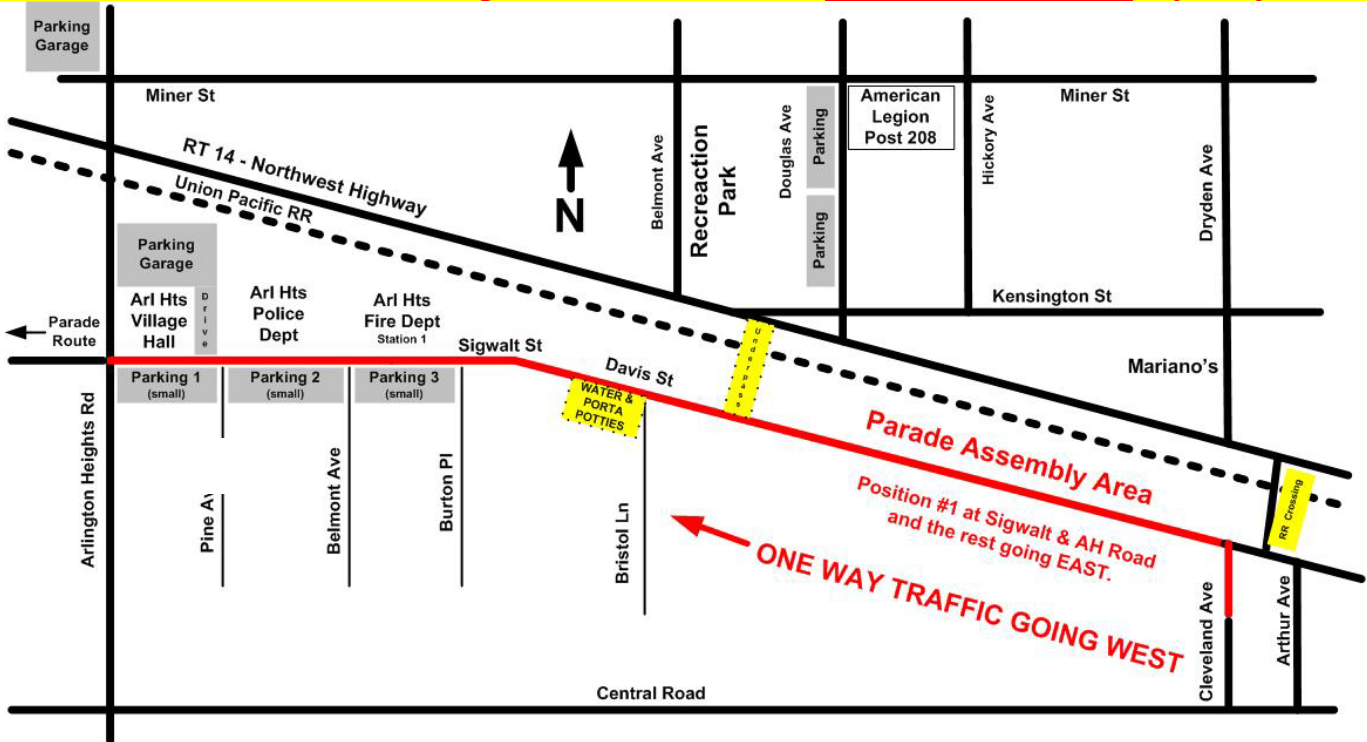 Parking
Garage
Miner St
American
Legion
Post 208
Miner St
RT 14 - Northwest Highway
Union Pacific RR
N
Belmont Ave
Recreaction
Park
Douglas Ave
Parking
Parking
Hickory Ave
Dryden Ave
Parking
Garage
Arl Hts
Village
Hall
Drive
Arl Hts
Police
Dept
Arl Hts
Fire Dept
Station 1
Parade
Route
Sigwalt St
Kensington St
Underpass
Mariano's
Davis St
Parking 1
(small)
Parking 2
(small)
Parking 3
(small)
WATER &
PORTA
POTTIES
Parade Assembly Area
Position #1 at Sigwalt & AH Road
and the rest going EAST.
ONE WAY TRAFFIC GOING WEST
RR Crossing
Arlington Heights Rd
Pine A
Belmont Ave
Burton Pl
Bristol Ln
Cleveland Ave
Arthur Ave
Central Road